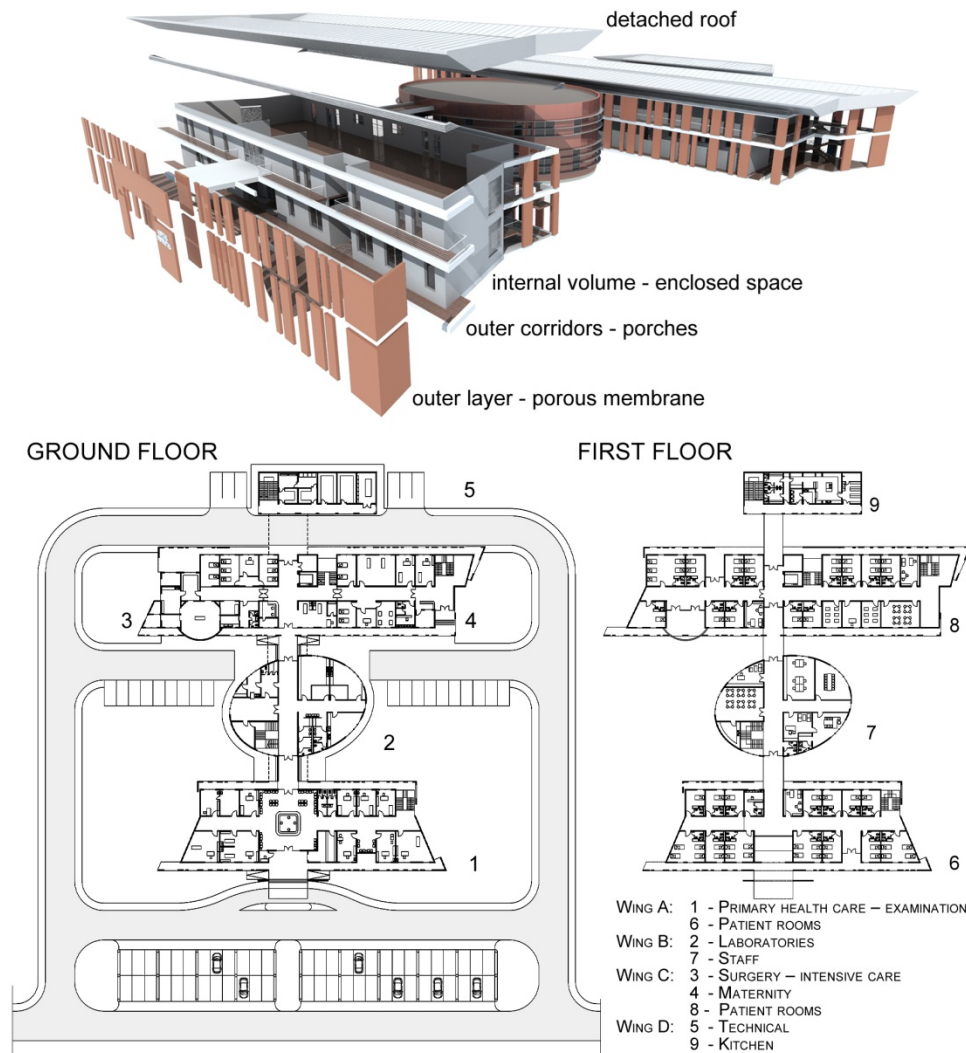 detached roof
internal volume - enclosed space
outer corridors - porches
outer layer - porous membrane
GROUND FLOOR
FIRST FLOOR
5
9
3
4
8
2
7
1
6
WING A: 1 - PRIMARY HEALTH CARE – EXAMINATION
6 - PATIENT ROOMS
WING B: 2 - LABORATORIES
7 - STAFF
WING C: 3 - SURGERY – INTENSIVE CARE
4 - MATERNITY
8 - PATIENT ROOMS
WING D: 5 - TECHNICAL
9 - KITCHEN